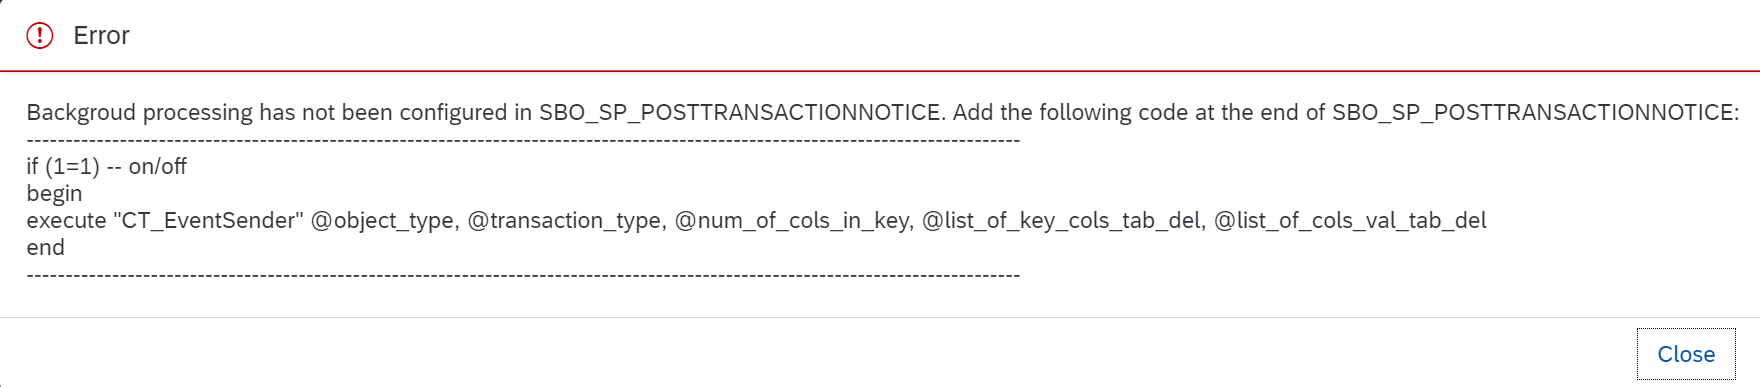 Error
Backgroud processing has not been configured in SBO_SP_POSTTRANSACTIONNOTICE. Add the following code at the end of SBO_SP_POSTTRANSACTIONNOTICE:
--------------------------------------------------------------------------------------------------------------------------------
if (1=1) -- on/off
begin
execute "CT_EventSender" @object_type, @transaction_type, @num_of_cols_in_key, @list_of_key_cols_tab_del, @list_of_cols_val_tab_del
end
--------------------------------------------------------------------------------------------------------------------------------
Close